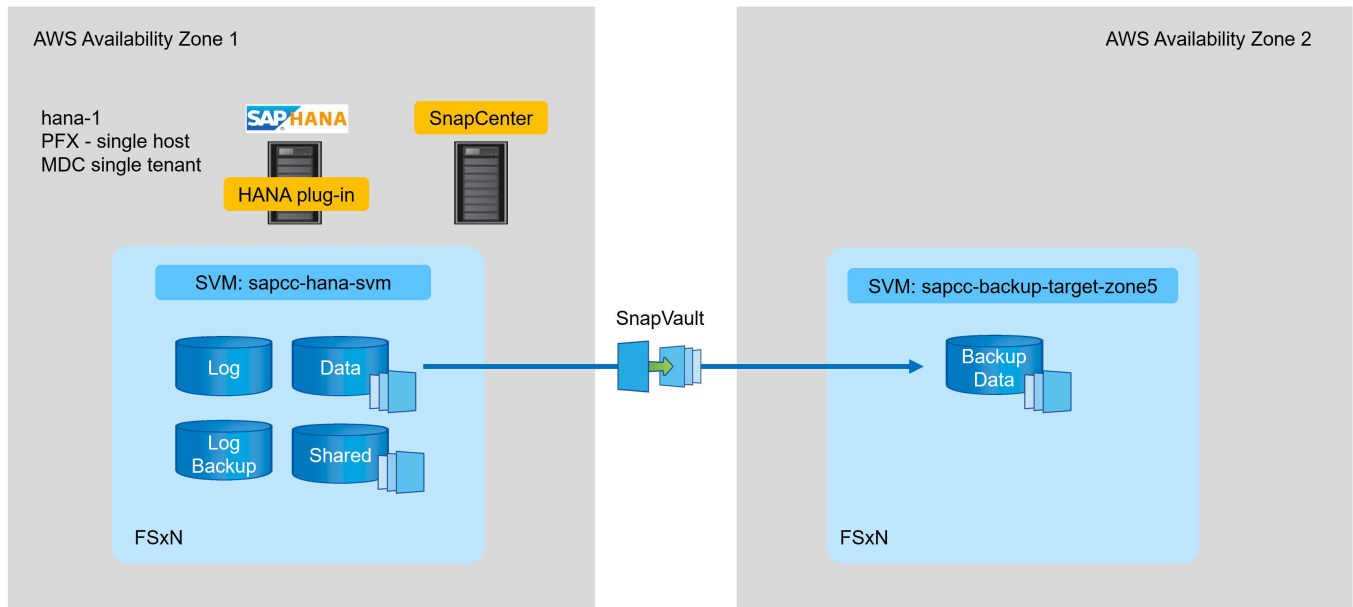 AWS Availability Zone 1
AWS Availability Zone 2
hana-1
PFX - single host
MDC single tenant
SAP HANA
HANA plug-in
SnapCenter
SVM: sapcc-hana-svm
Log
Data
Log
Backup
Shared
FSxN
SnapVault
SVM: sapcc-backup-target-zone5
Backup
Data
FSxN